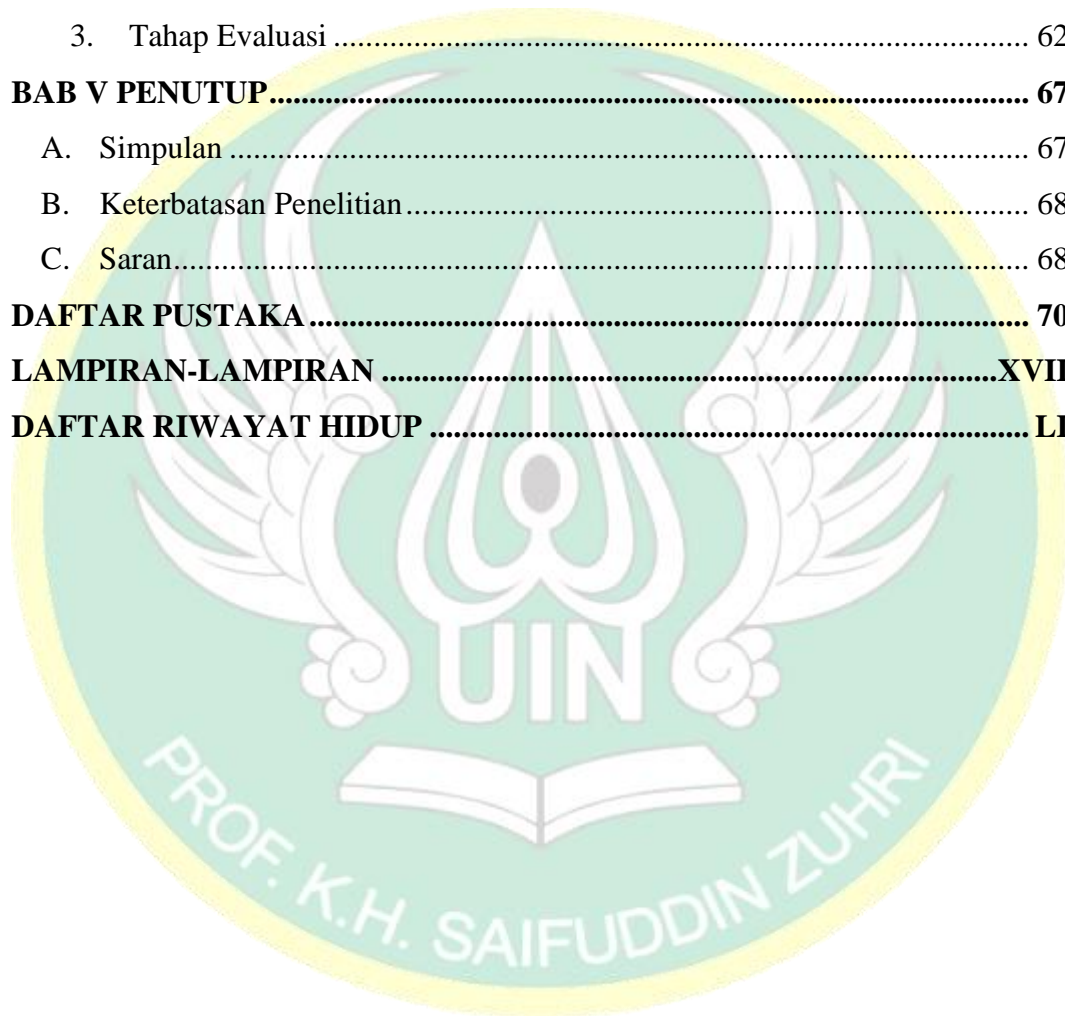 3. Tahap Evaluasi ........................................................................................ 62
BAB V PENUTUP............................................................................................... 67
A. Simpulan .................................................................................................... 67
B. Keterbatasan Penelitian .............................................................................. 68
C. Saran........................................................................................................... 68
DAFTAR PUSTAKA .......................................................................................... 70
LAMPIRAN-LAMPIRAN .............................................................................XVII
DAFTAR RIWAYAT HIDUP ........................................................................... LI
UIN
PROF. K.H. SAIFUDDIN ZUHRI